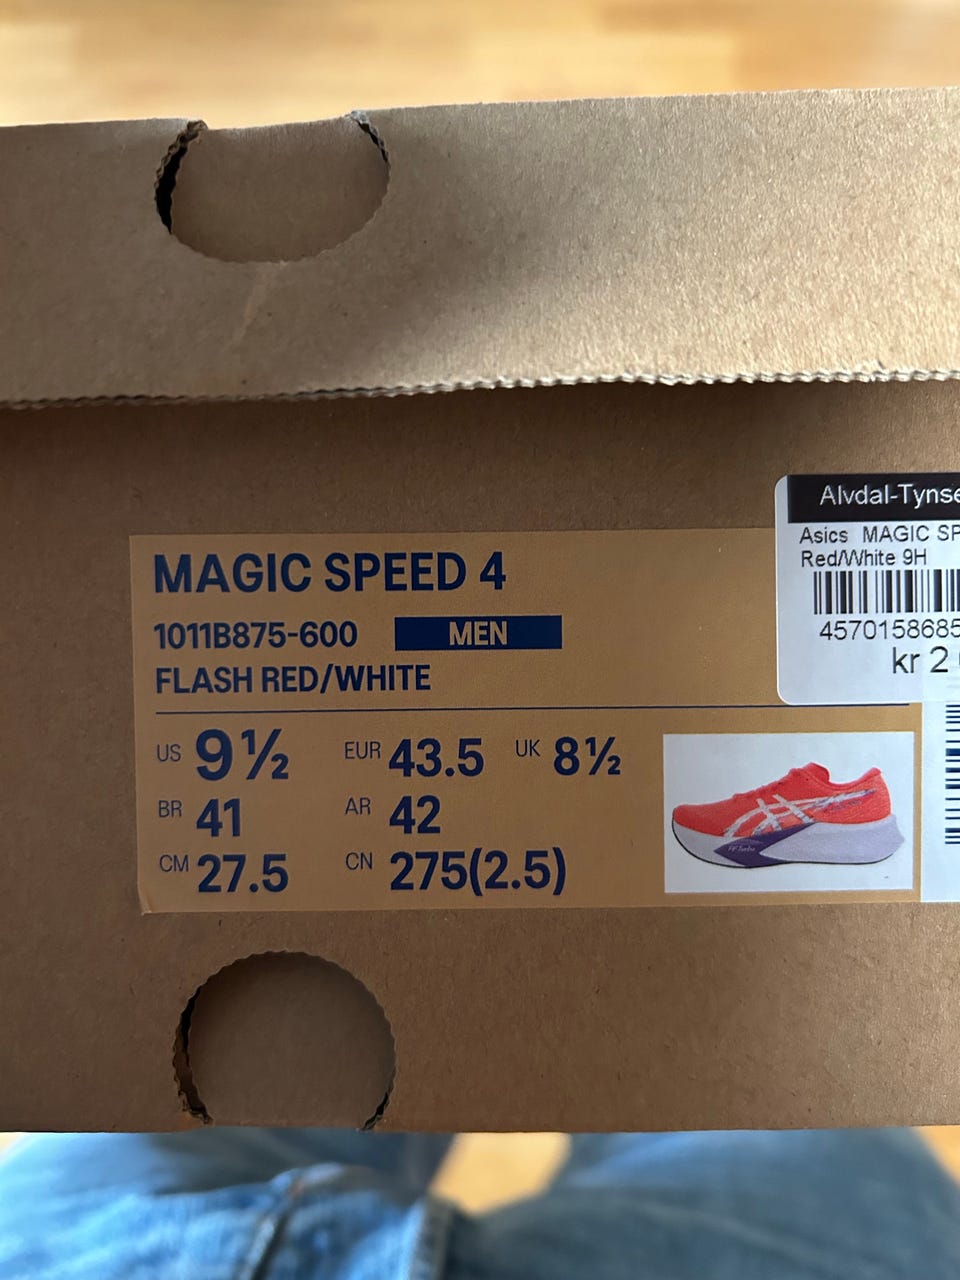 MAGIC SPEED 4
1011B875-600 MEN
FLASH RED/WHITE
US 9½ EUR 43.5 UK 8½
BR 41 AR 42
CM 27.5 CN 275(2.5)
FF Turbo
Alvdal-Tynse
Asics MAGIC SP
Red/White 9H
4570158685
kr 2